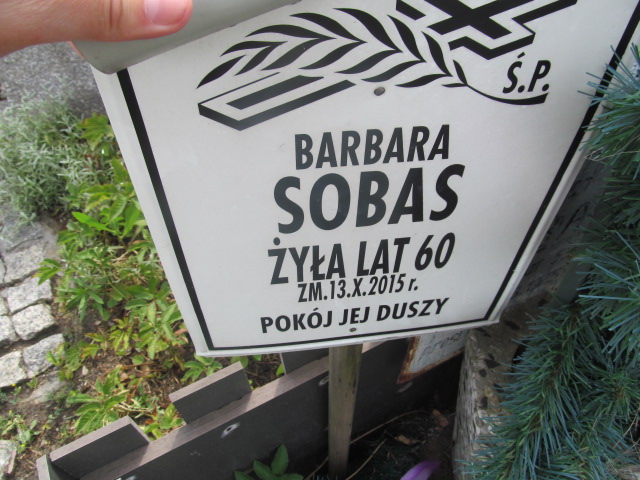 Ś.P.
BARBARA
SOBAS
ŻYŁA LAT 60
ZM.13.X.2015 r.
POKÓJ JEJ DUSZY